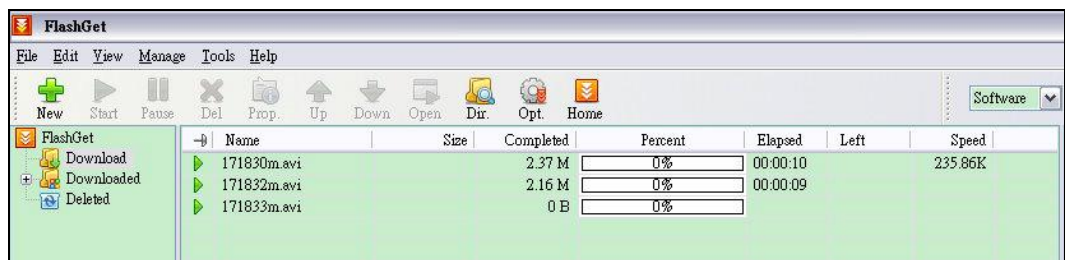 FlashGet
File Edit View Manage Tools Help
New Start Pause Del Prop. Up Down Open Dir. Opt. Home Software
FlashGet
Download
Downloaded
Deleted
Name Size Completed Percent Elapsed Left Speed
171830m.avi 2.37 M 0% 00:00:10 235.86K
171832m.avi 2.16 M 0% 00:00:09
171833m.avi 0 B 0%